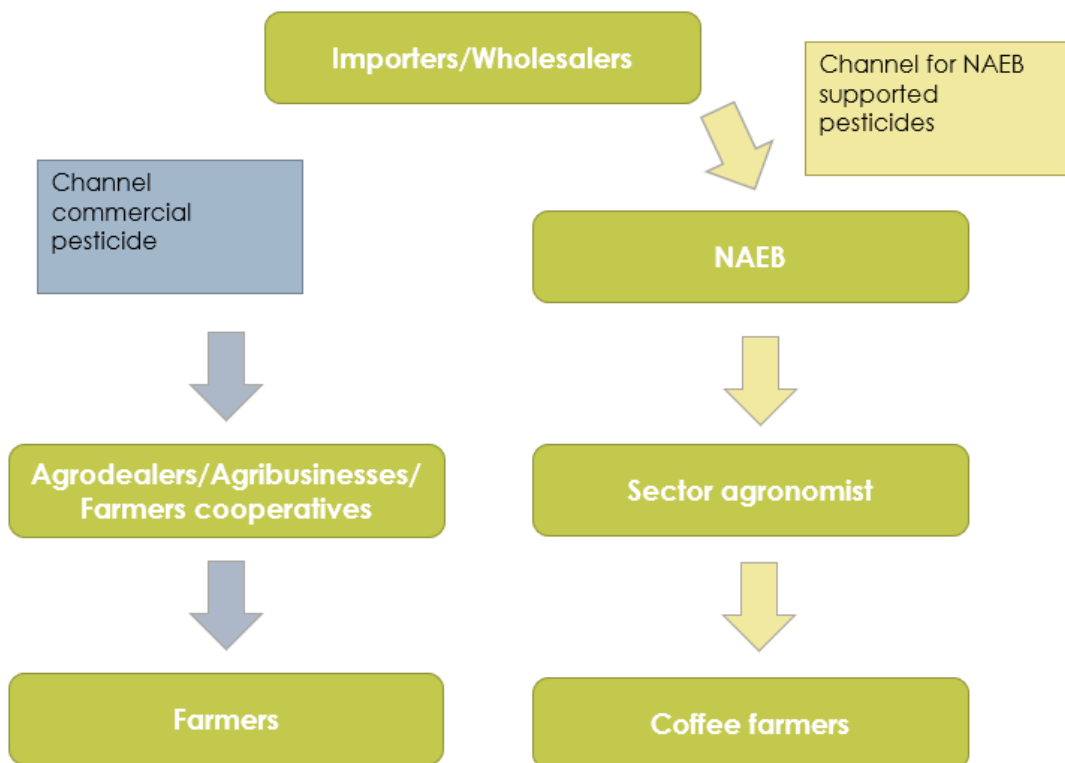 Importers/Wholesalers
Channel for NAEB
supported
pesticides
Channel
commercial
pesticide
NAEB
Agrodealers/Agribusinesses/
Farmers cooperatives
Sector agronomist
Farmers
Coffee farmers